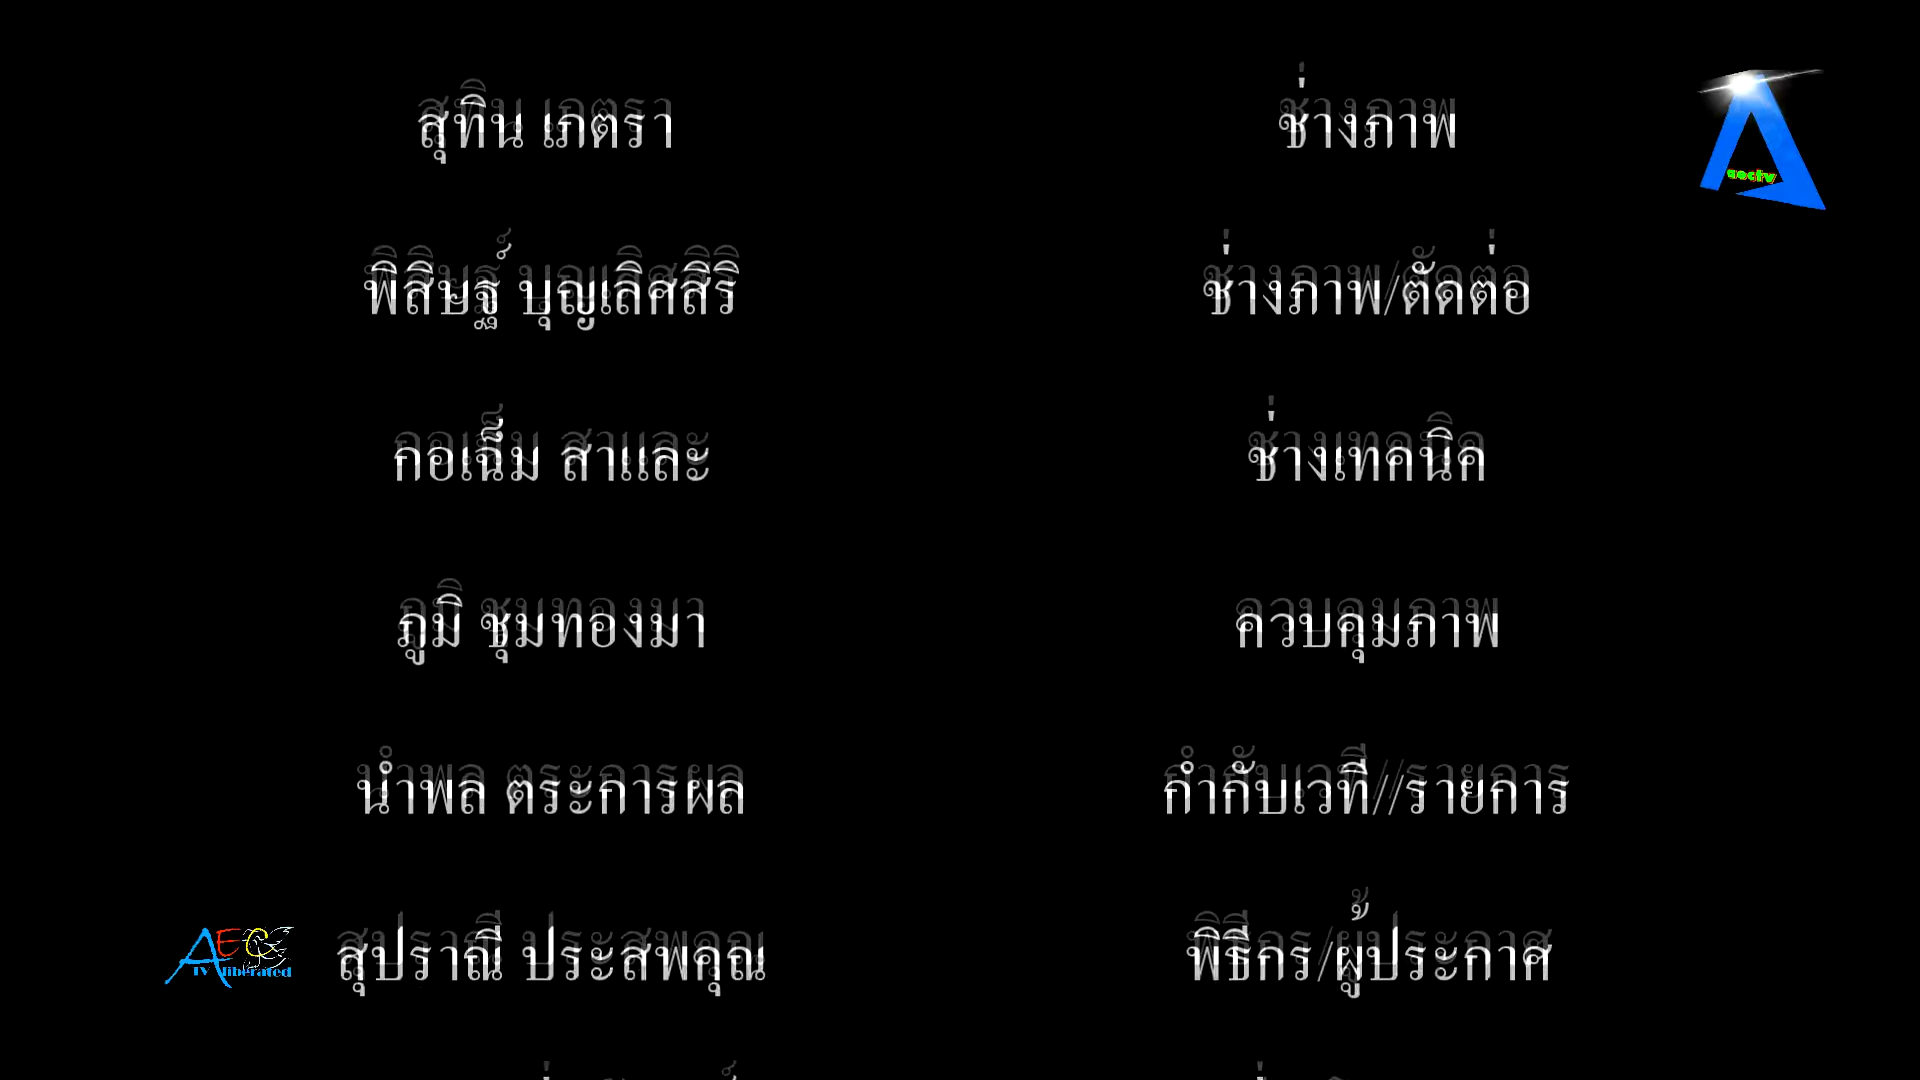 สุทิน เภตรา ช่างภาพ
aectv
พิสิษฐ์ บุญเลิศสิริ ช่างภาพ/ตัดต่อ
กอเฉ็ม สาและ ช่างเทคนิค
ภูมิ ชุมทองมา ควบคุมภาพ
นำพล ตระการผล กำกับเวที//รายการ
AEC
TV liberated
สุปราณี ประสพคุณ พิธีกร/ผู้ประกาศ